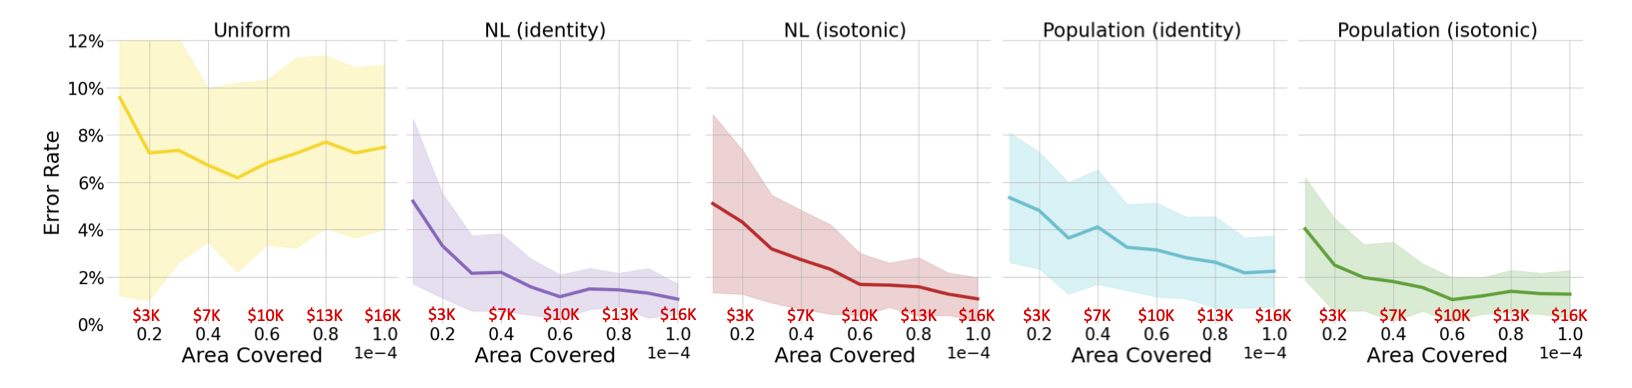 Uniform
NL (identity)
NL (isotonic)
Population (identity)
Population (isotonic)
Error Rate
12%
10%
8%
6%
4%
2%
0%
$3K $7K $10K $13K $16K
0.2 0.4 0.6 0.8 1.0
Area Covered 1e−4
$3K $7K $10K $13K $16K
0.2 0.4 0.6 0.8 1.0
Area Covered 1e−4
$3K $7K $10K $13K $16K
0.2 0.4 0.6 0.8 1.0
Area Covered 1e−4
$3K $7K $10K $13K $16K
0.2 0.4 0.6 0.8 1.0
Area Covered 1e−4
$3K $7K $10K $13K $16K
0.2 0.4 0.6 0.8 1.0
Area Covered 1e−4